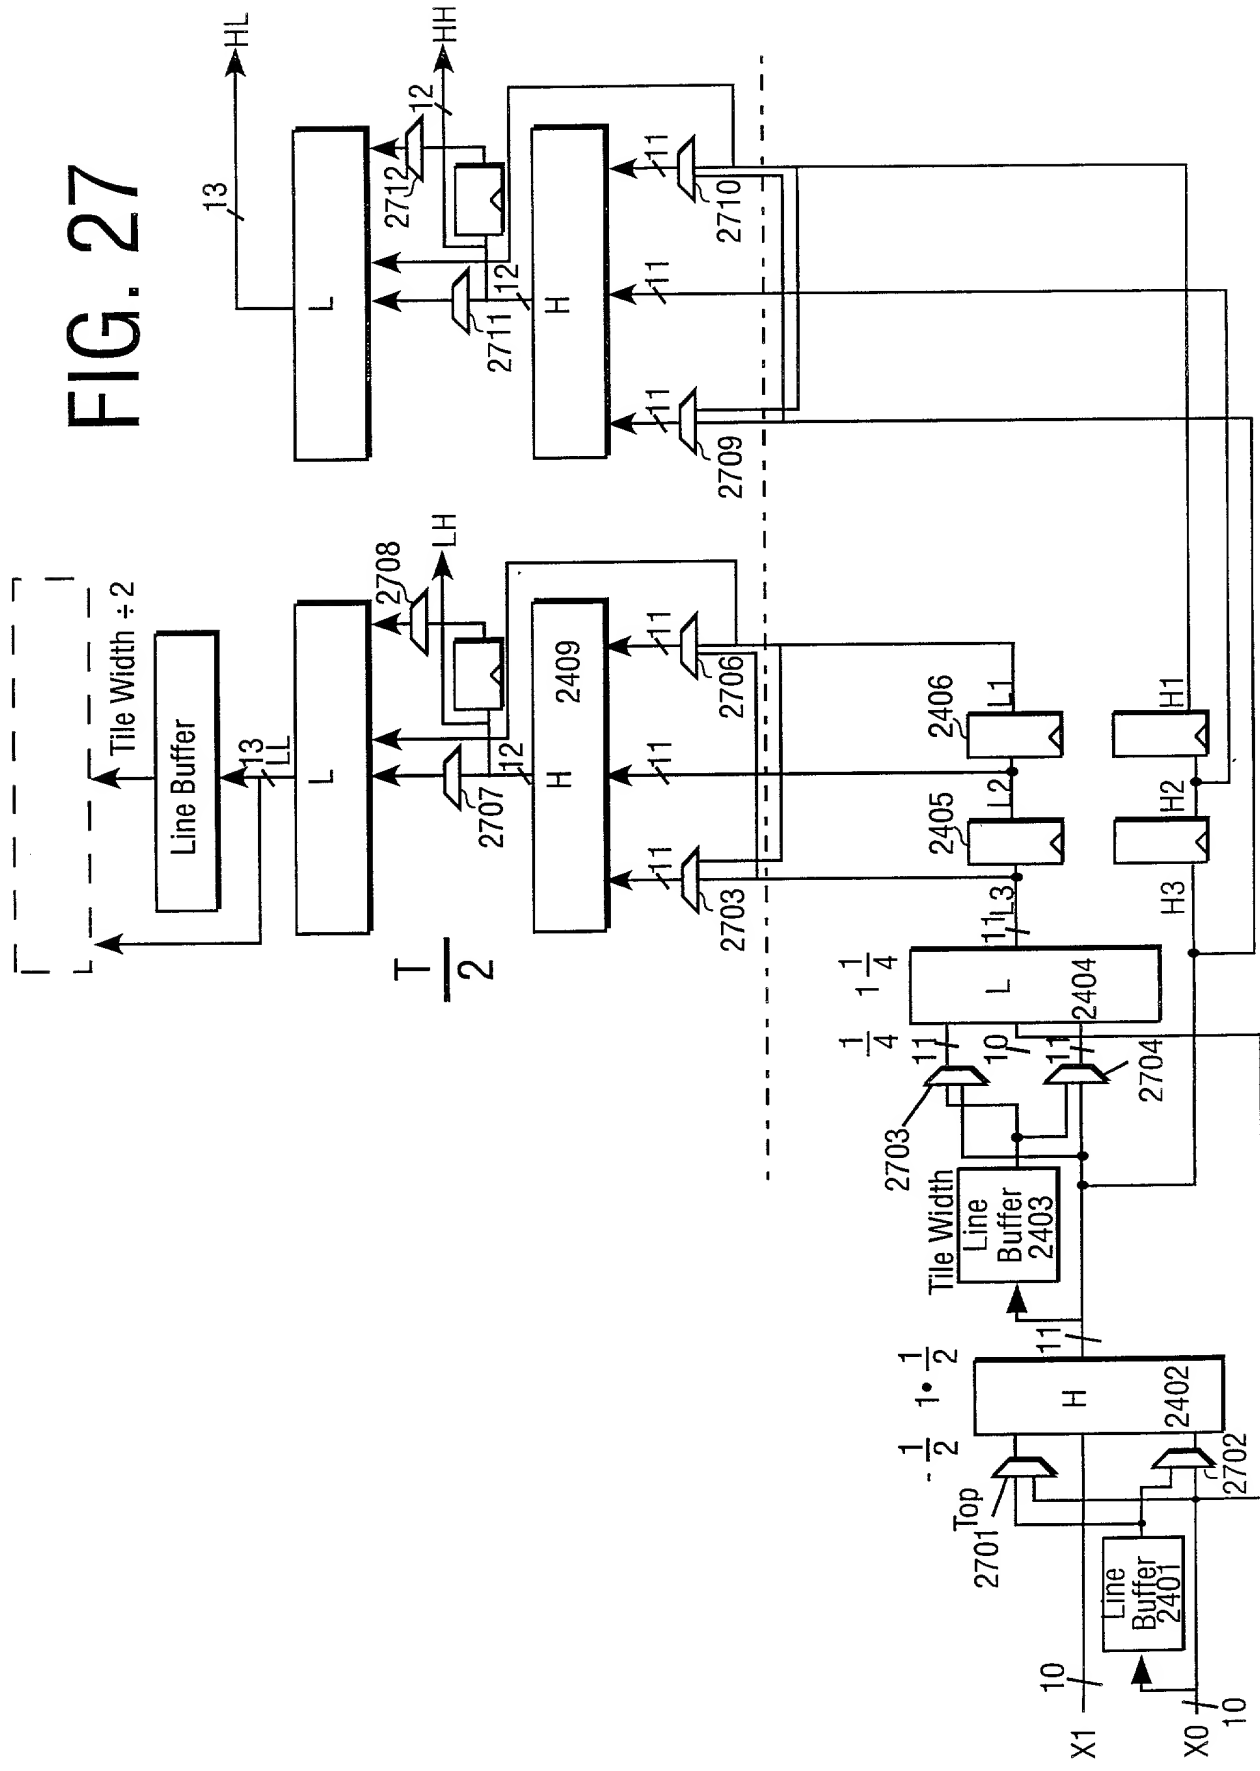 FIG. 27
HL
13
L
2712
12
HH
2711
12
H
11
2710
11
11
2709
Tile Width ÷ 2
Line Buffer
13
LL
L
2708
LH
2707
12
H
2409
11
2706
11
11
2703
T
2
L1
2406
L2
2405
L3
11
H1
H2
H3
1 1/4
1/4
L
2404
11
10
11
2703
2704
Tile Width
Line
Buffer
2403
11
- 1/2
1•
1/2
H
2402
Top
2701
2702
Line
Buffer
2401
X1
10
X0
10